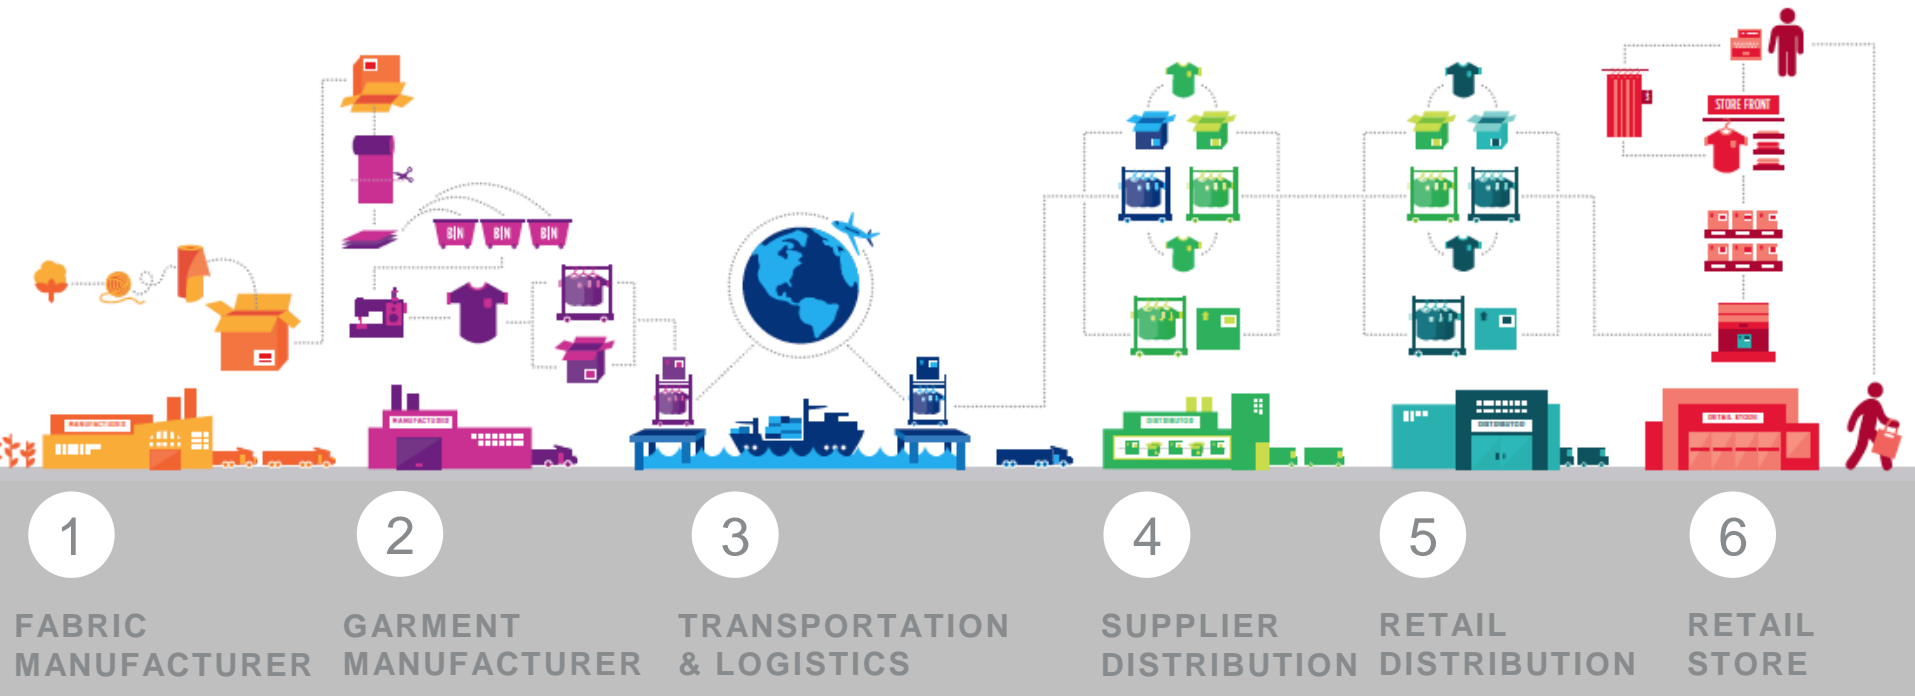 STORE FRONT
BIN
BIN
BIN
1
2
3
4
5
6
FABRIC
MANUFACTURER
GARMENT
MANUFACTURER
TRANSPORTATION
& LOGISTICS
SUPPLIER
DISTRIBUTION
RETAIL
DISTRIBUTION
RETAIL
STORE